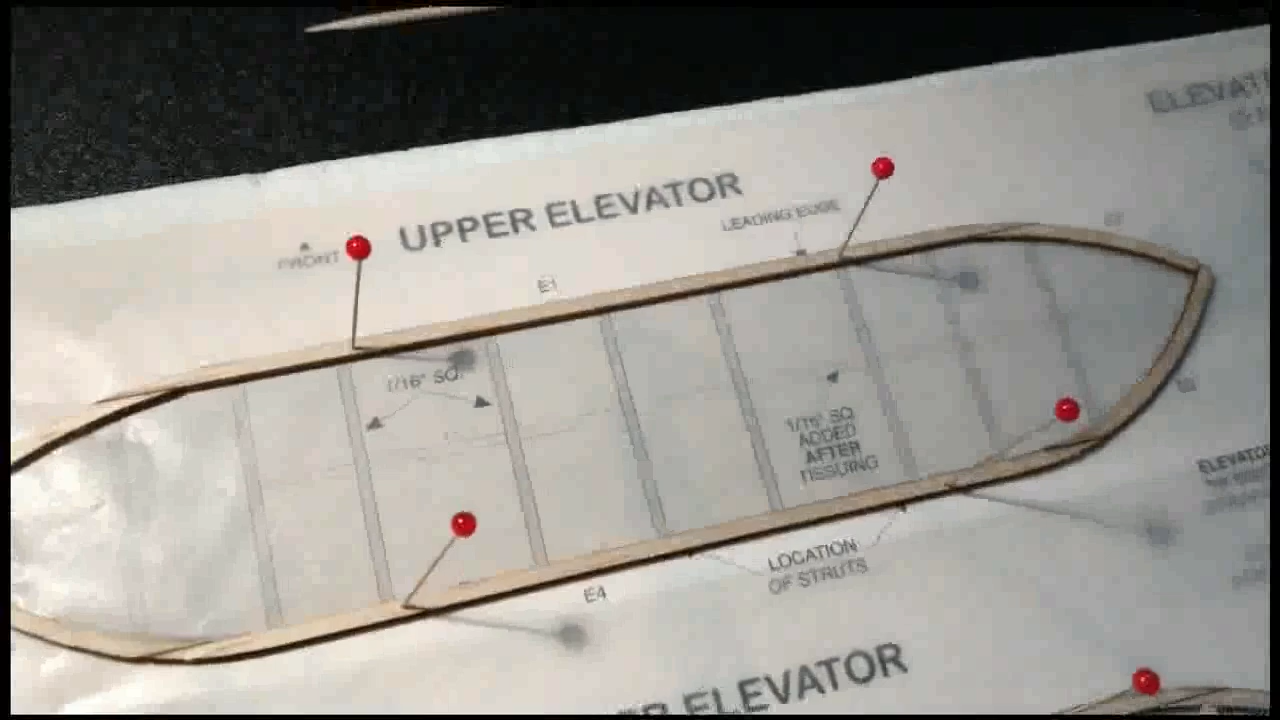 UPPER ELEVATOR
FRONT
LEADING EDGE
E1
1/16" SQ.
1/16" SQ.
ADDED
AFTER
TISSUING
LOCATION
OF STRUTS
E4
ELEVATOR